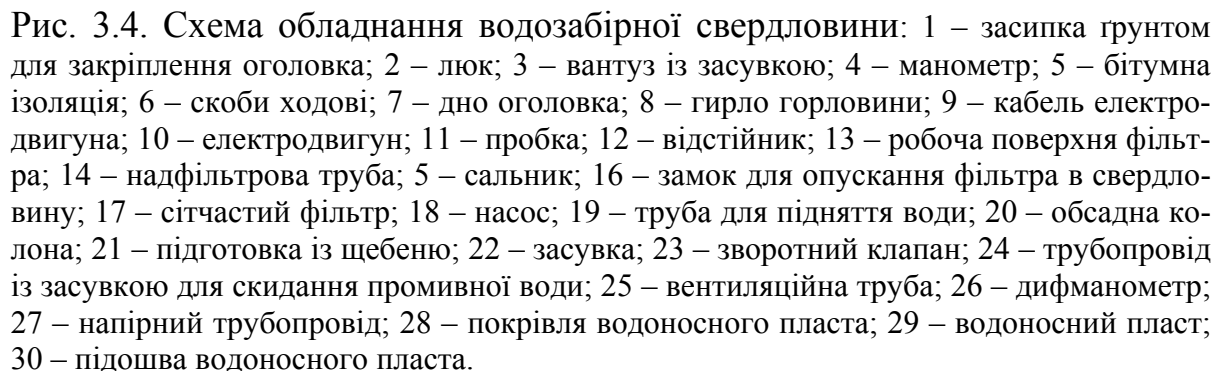 Рис. 3.4. Схема обладнання водозабірної свердловини: 1 – засипка ґрунтом
для закріплення оголовка; 2 – люк; 3 – вантуз із засувкою; 4 – манометр; 5 – бітумна
ізоляція; 6 – скоби ходові; 7 – дно оголовка; 8 – гирло горловини; 9 – кабель електро-
двигуна; 10 – електродвигун; 11 – пробка; 12 – відстійник; 13 – робоча поверхня фільт-
ра; 14 – надфільтрова труба; 5 – сальник; 16 – замок для опускання фільтра в свердло-
вину; 17 – сітчастий фільтр; 18 – насос; 19 – труба для підняття води; 20 – обсадна ко-
лона; 21 – підготовка із щебеню; 22 – засувка; 23 – зворотний клапан; 24 – трубопровід
із засувкою для скидання промивної води; 25 – вентиляційна труба; 26 – дифманометр;
27 – напірний трубопровід; 28 – покрівля водоносного пласта; 29 – водоносний пласт;
30 – підошва водоносного пласта.